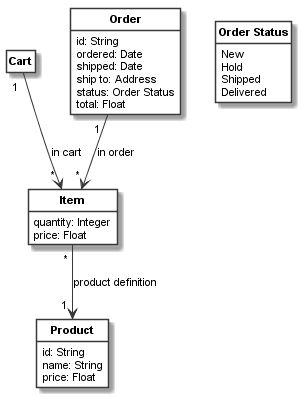 Order
id: String
ordered: Date
shipped: Date
ship to: Address
status: Order Status
total: Float
Order Status
New
Hold
Shipped
Delivered
Cart
1
1
in cart
in order
*
*
Item
quantity: Integer
price: Float
*
product definition
1
Product
id: String
name: String
price: Float